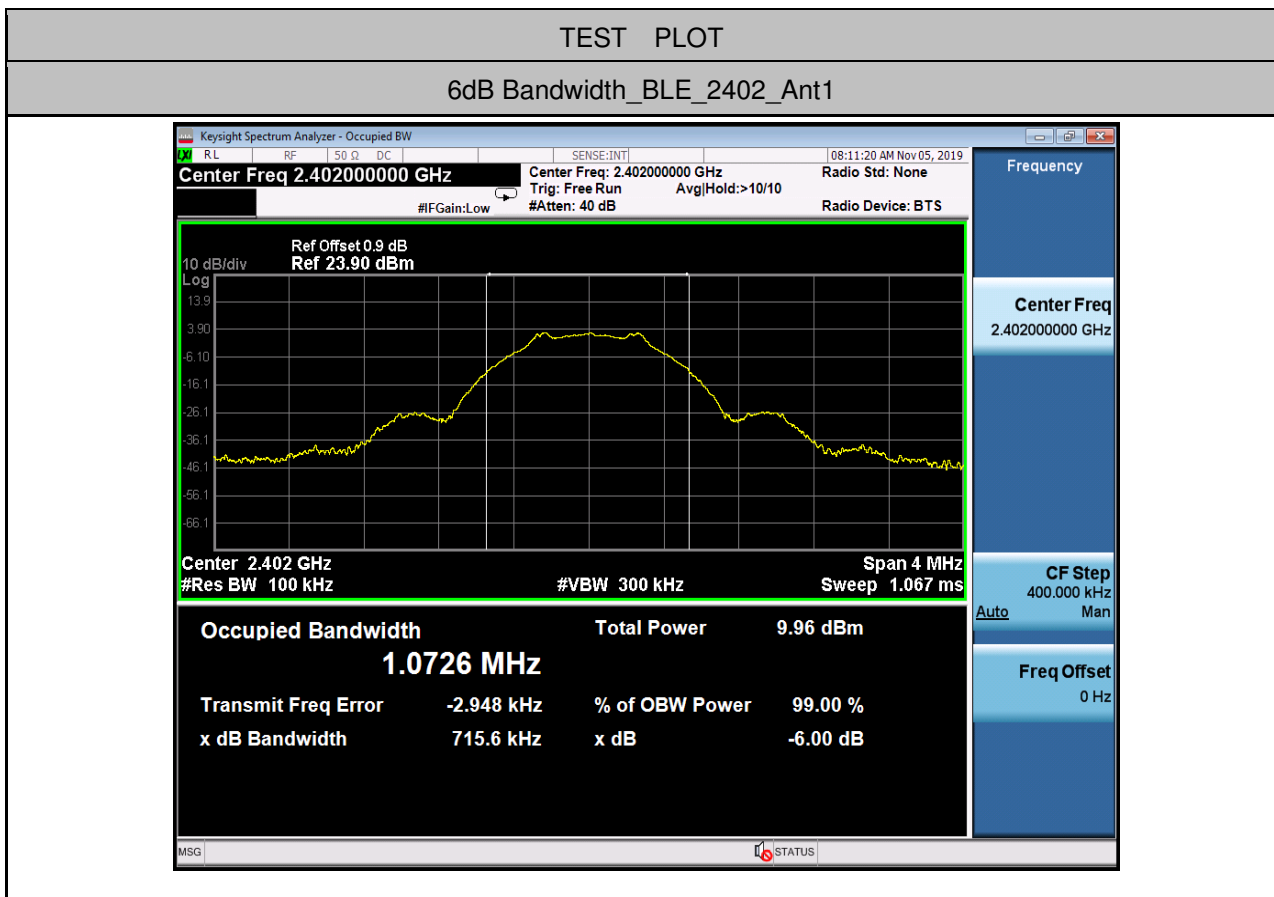 TEST PLOT
6dB Bandwidth_BLE_2402_Ant1
Keysight Spectrum Analyzer - Occupied BW
LXI RL RF 50 Ω DC SENSE:INT 08:11:20 AM Nov 05, 2019
Center Freq 2.402000000 GHz
Center Freq: 2.402000000 GHz
Radio Std: None
Trig: Free Run Avg|Hold:>10/10
#IFGain:Low
#Atten: 40 dB
Radio Device: BTS
Frequency
Ref Offset 0.9 dB
10 dB/div Ref 23.90 dBm
Log
13.9
3.90
-6.10
-16.1
-26.1
-36.1
-46.1
-56.1
-66.1
Center 2.402 GHz Span 4 MHz
#Res BW 100 kHz #VBW 300 kHz Sweep 1.067 ms
Center Freq
2.402000000 GHz
CF Step
400.000 kHz
Auto Man
Freq Offset
0 Hz
Occupied Bandwidth Total Power 9.96 dBm
1.0726 MHz
Transmit Freq Error -2.948 kHz % of OBW Power 99.00 %
x dB Bandwidth 715.6 kHz x dB -6.00 dB
MSG STATUS